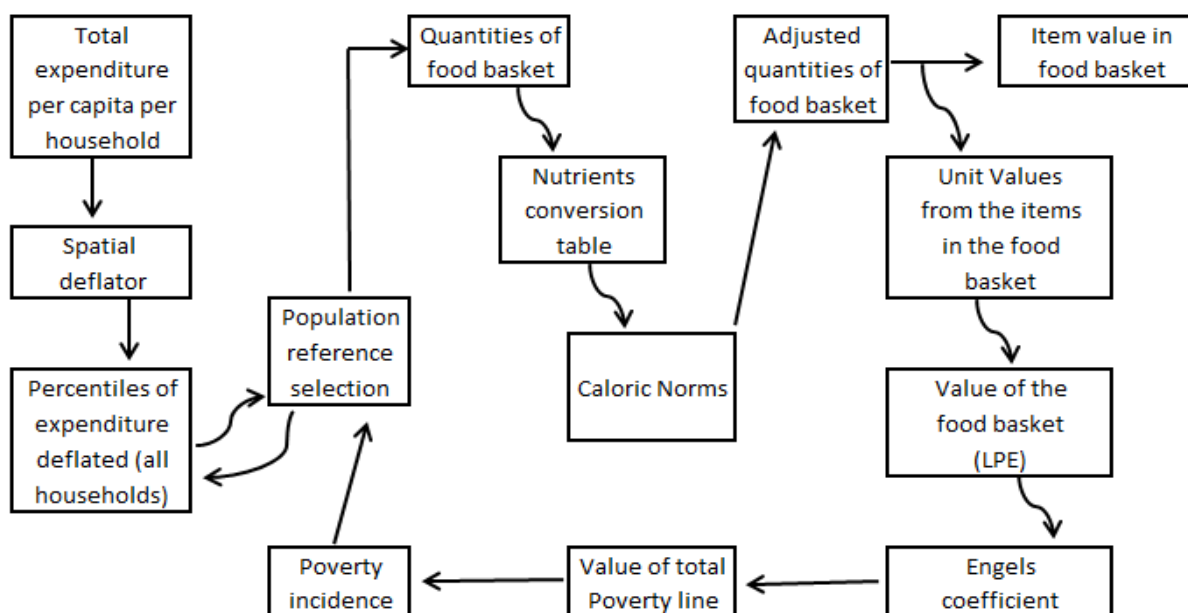 Total
expenditure
per capita per
household
Spatial
deflator
Percentiles of
expenditure
deflated (all
households)
Population
reference
selection
Quantities of
food basket
Nutrients
conversion
table
Caloric Norms
Adjusted
quantities of
food basket
Item value in
food basket
Unit Values
from the items
in the food
basket
Value of the
food basket
(LPE)
Engels
coefficient
Value of total
Poverty line
Poverty
incidence